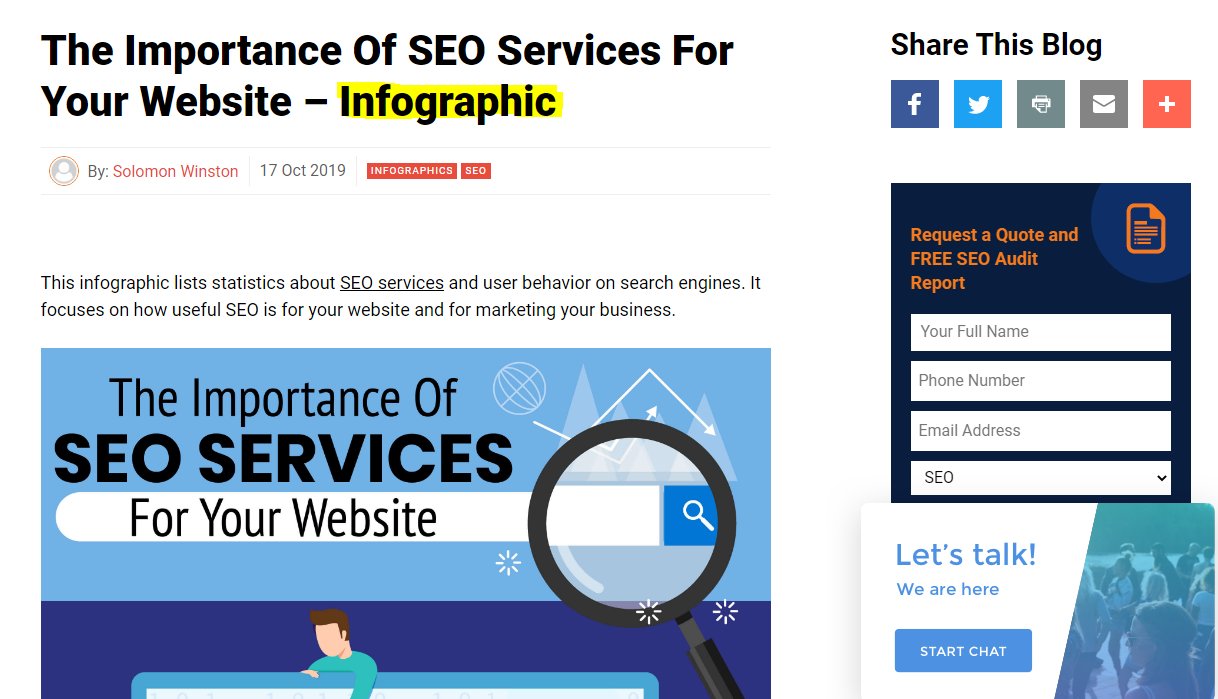 The Importance Of SEO Services For
Your Website – Infographic
By: Solomon Winston
17 Oct 2019
INFOGRAPHICS
SEO
This infographic lists statistics about SEO services and user behavior on search engines. It
focuses on how useful SEO is for your website and for marketing your business.
The Importance Of
SEO SERVICES
For Your Website
Share This Blog
Request a Quote and
FREE SEO Audit
Report
Your Full Name
Phone Number
Email Address
SEO
Let's talk!
We are here
START CHAT